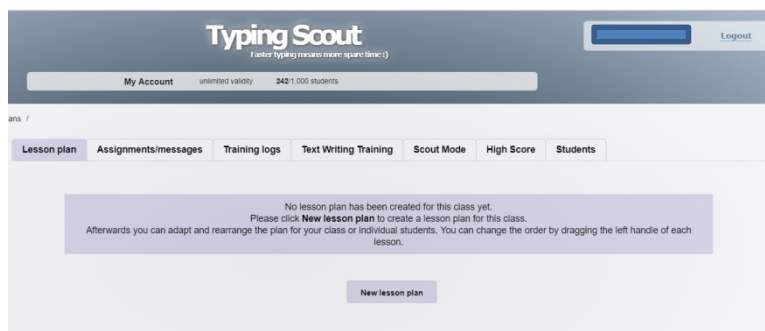 Typing Scout
Faster typing means more spare time :)
Logout
My Account unlimited validity 242/1,000 students
ans /
Lesson plan Assignments/messages Training logs Text Writing Training Scout Mode High Score Students
No lesson plan has been created for this class yet.
Please click New lesson plan to create a lesson plan for this class.
Afterwards you can adapt and rearrange the plan for your class or individual students. You can change the order by dragging the left handle of each
lesson.
New lesson plan